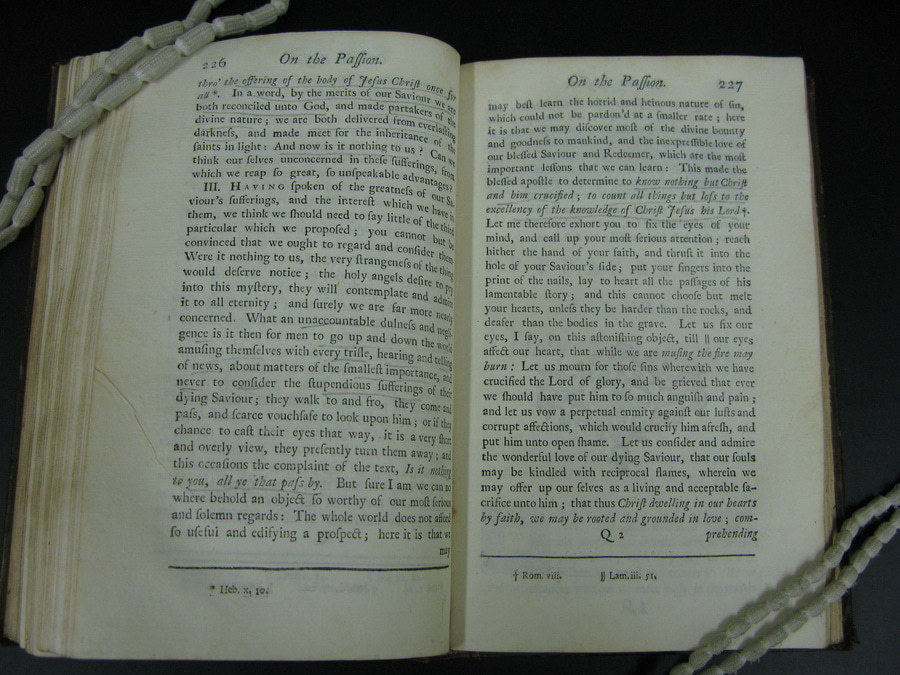 226
On the Paſſion.
thro' the offering of the body of Jeſus Chriſt once for
all *. In a word, by the merits of our Saviour we are
both reconciled unto God, and made partakers of the
divine nature; we are both delivered from everlaſting
darkneſs, and made meet for the inheritance of the
ſaints in light: And now is it nothing to us? Can we
think our ſelves unconcerned in theſe ſufferings, from
which we reap ſo great, ſo unſpeakable advantages?
III. HAVING ſpoken of the greatneſs of our Sa-
viour's ſufferings, and the intereſt which we have in
them, we think we ſhould need to ſay little of the third
particular which we propoſed; you cannot but be
convinced that we ought to regard and conſider them
Were it nothing to us, the very ſtrangeneſs of the thing
would deſerve notice; the holy angels deſire to pry
into this myſtery, they will contemplate and admire
it to all eternity; and ſurely we are far more nearly
concerned. What an unaccountable dulneſs and negli-
gence is it then for men to go up and down the world
amuſing themſelves with every trifle, hearing and telling
of news, about matters of the ſmalleſt importance, and
never to conſider the ſtupendious ſufferings of their
dying Saviour; they walk to and fro, they come and
paſs, and ſcarce vouchſafe to look upon him; or if they
chance to caſt their eyes that way, it is a very ſhort
and overly view, they preſently turn them away; and
this occaſions the complaint of the text, Is it nothing
to you, all ye that paſs by. But ſure I am we can no
where behold an object ſo worthy of our moſt ſerious
and ſolemn regards: The whole world does not afford
ſo uſeful and edifying a proſpect; here it is that we
may
* Heb. x, 10.
On the Paſſion.
227
may beſt learn the horrid and heinous nature of ſin,
which could not be pardon'd at a ſmaller rate; here
it is that we may diſcover moſt of the divine bounty
and goodneſs to mankind, and the inexpreſſible love of
our bleſſed Saviour and Redeemer, which are the moſt
important leſſons that we can learn: This made the
bleſſed apoſtle to determine to know nothing but Chriſt
and him crucified; to count all things but loſs to the
excellency of the knowledge of Chriſt Jeſus his Lord†.
Let me therefore exhort you to fix the eyes of your
mind, and call up your moſt ſerious attention; reach
hither the hand of your faith, and thruſt it into the
hole of your Saviour's ſide; put your fingers into the
print of the nails, lay to heart all the paſſages of his
lamentable ſtory; and this cannot chooſe but melt
your hearts, unleſs they be harder than the rocks, and
deafer than the bodies in the grave. Let us fix our
eyes, I ſay, on this aſtoniſhing object, till || our eyes
affect our heart, that while we are muſing the fire may
burn: Let us mourn for thoſe ſins wherewith we have
crucified the Lord of glory, and be grieved that ever
we ſhould have put him to ſo much anguiſh and pain;
and let us vow a perpetual enmity againſt our luſts and
corrupt affections, which would crucify him afreſh, and
put him unto open ſhame. Let us conſider and admire
the wonderful love of our dying Saviour, that our ſouls
may be kindled with reciprocal flames, wherein we
may offer up our ſelves as a living and acceptable ſa-
crifice unto him; that thus Chriſt dwelling in our hearts
by faith, we may be rooted and grounded in love; com-
Q 2 prehending
† Rom. viii. || Lam. iii. 51.